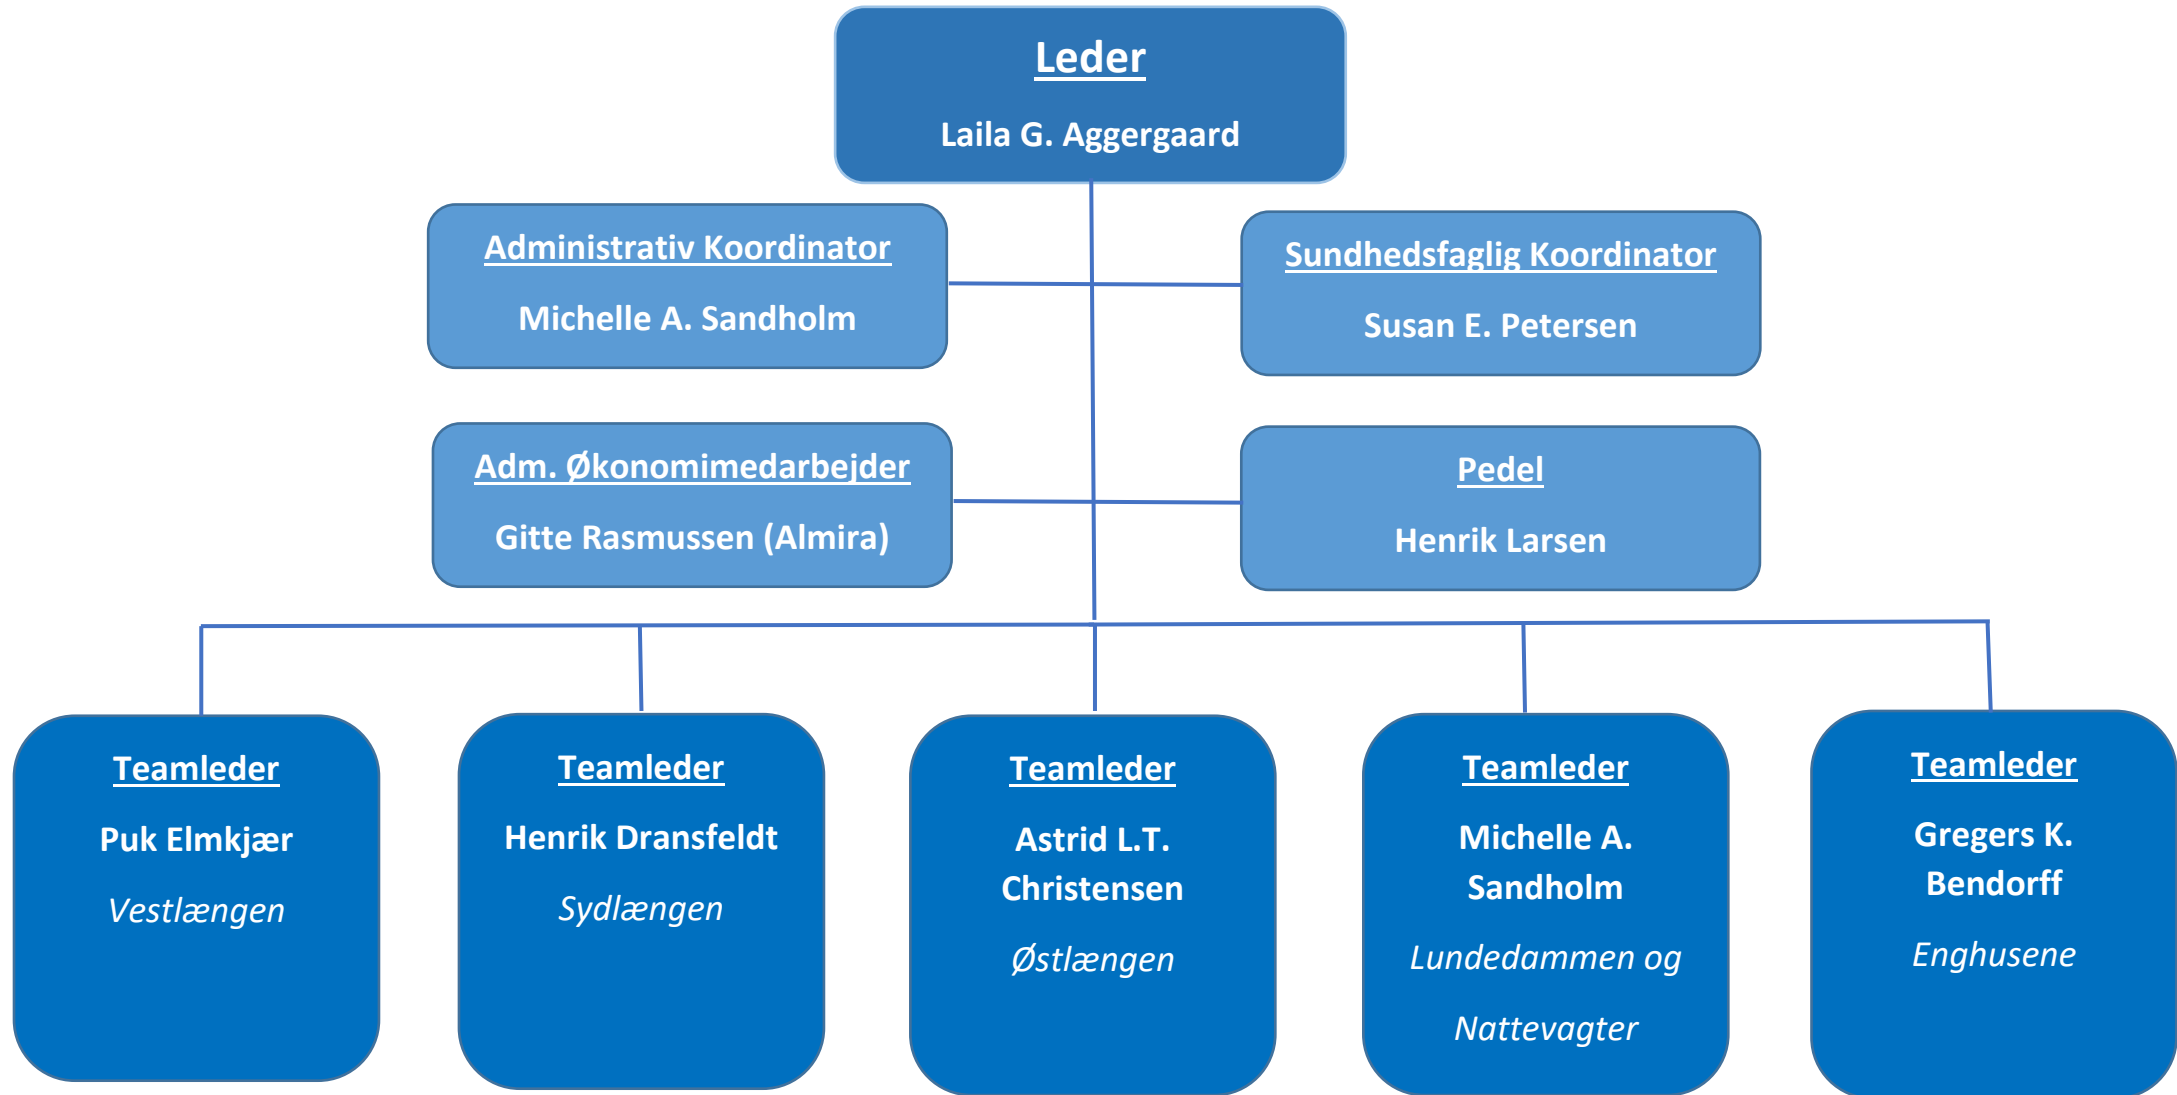 Leder
Laila G. Aggergaard
Administrativ Koordinator
Michelle A. Sandholm
Sundhedsfaglig Koordinator
Susan E. Petersen
Adm. Økonomimedarbejder
Gitte Rasmussen (Almira)
Pedel
Henrik Larsen
Teamleder
Puk Elmkjær
Vestlængen
Teamleder
Henrik Dransfeldt
Sydlængen
Teamleder
Astrid L.T.
Christensen
Østlængen
Teamleder
Michelle A.
Sandholm
Lundedammen og
Nattevagter
Teamleder
Gregers K.
Bendorff
Enghusene